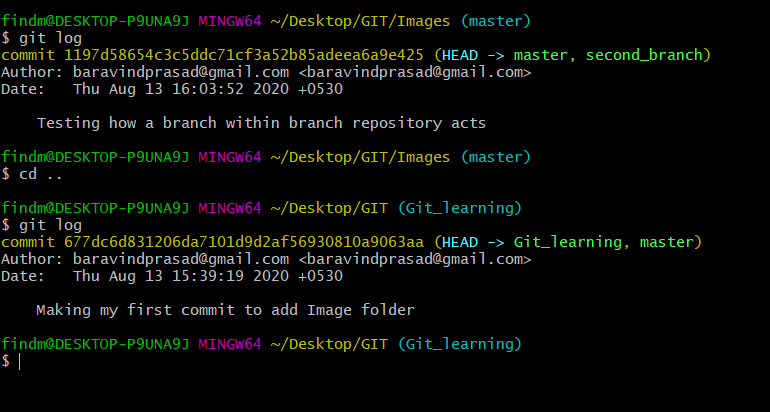 findm@DESKTOP-P9UNA9J MINGW64 ~/Desktop/GIT/Images (master)
$ git log
commit 1197d58654c3c5ddc71cf3a52b85adeea6a9e425 (HEAD -> master, second_branch)
Author: baravindprasad@gmail.com <baravindprasad@gmail.com>
Date:   Thu Aug 13 16:03:52 2020 +0530
    Testing how a branch within branch repository acts
findm@DESKTOP-P9UNA9J MINGW64 ~/Desktop/GIT/Images (master)
$ cd ..
findm@DESKTOP-P9UNA9J MINGW64 ~/Desktop/GIT (Git_learning)
$ git log
commit 677dc6d831206da7101d9d2af56930810a9063aa (HEAD -> Git_learning, master)
Author: baravindprasad@gmail.com <baravindprasad@gmail.com>
Date:   Thu Aug 13 15:39:19 2020 +0530
    Making my first commit to add Image folder
findm@DESKTOP-P9UNA9J MINGW64 ~/Desktop/GIT (Git_learning)
$